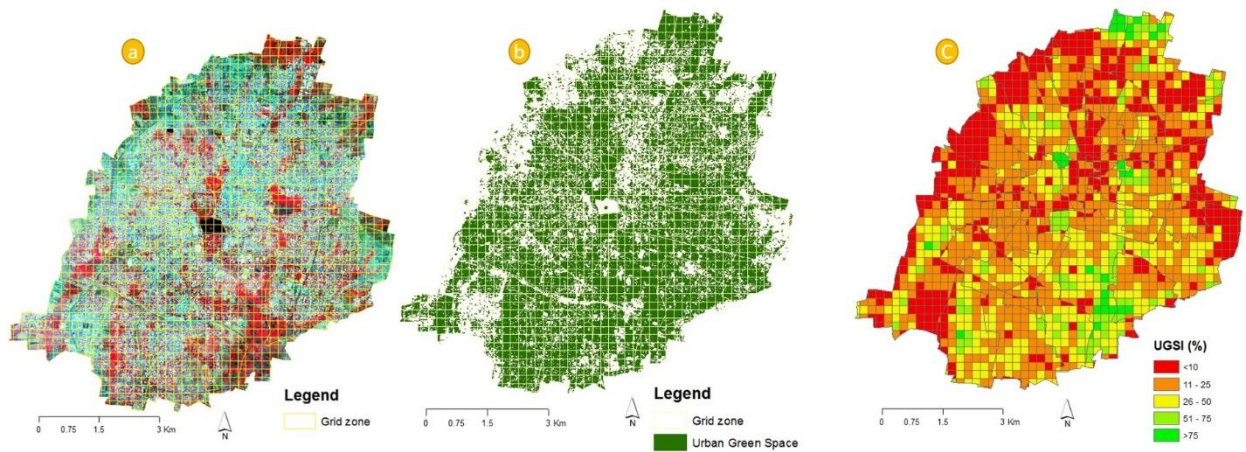 a
Legend
Grid zone
0 0.75 1.5 3 Km
N
b
Legend
Grid zone
Urban Green Space
0 0.75 1.5 3 Km
N
C
UGSI (%)
<10
11 - 25
26 - 50
51 - 75
>75
0 0.75 1.5 3 Km
N